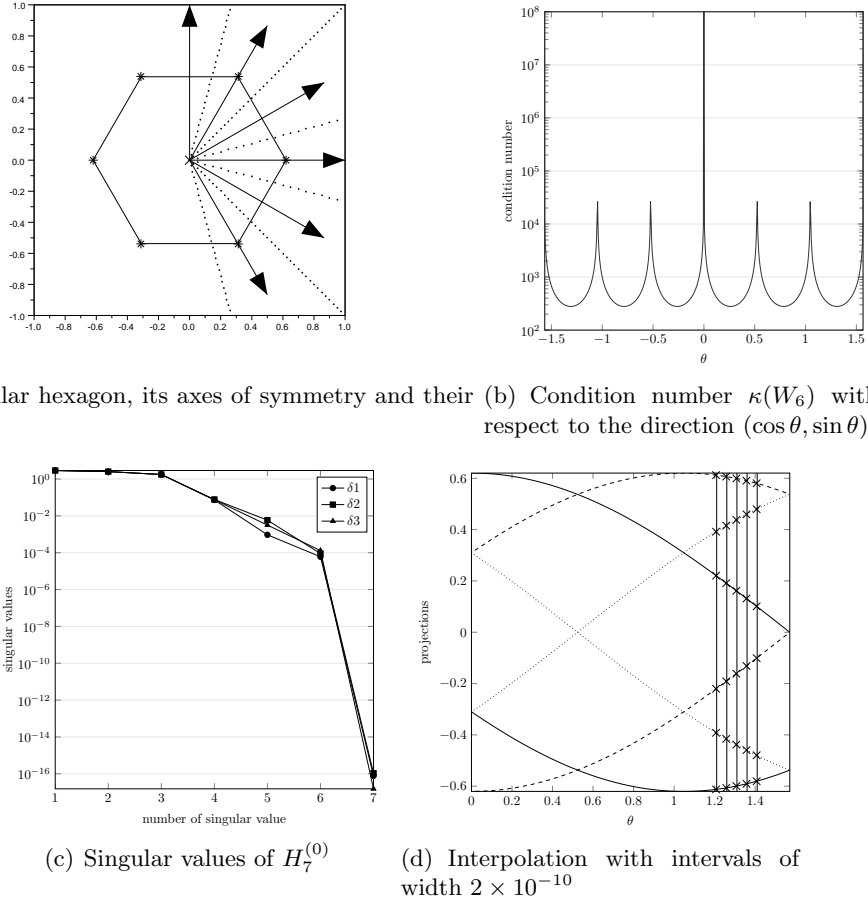 1.0
0.8
0.6
0.4
0.2
0.0
-0.2
-0.4
-0.6
-0.8
-1.0
-1.0 -0.8 -0.6 -0.4 -0.2 0.0 0.2 0.4 0.6 0.8 1.0
lar hexagon, its axes of symmetry and their
condition number
10^8
10^7
10^6
10^5
10^4
10^3
10^2
−1.5 −1 −0.5 0 0.5 1 1.5
θ
(b) Condition number κ(W_6) with
respect to the direction (cos θ, sin θ)
singular values
10^0
10^−2
10^−4
10^−6
10^−8
10^−10
10^−12
10^−14
10^−16
δ1
δ2
δ3
1 2 3 4 5 6 7
number of singular value
(c) Singular values of H_7^(0)
projections
0.6
0.4
0.2
0
−0.2
−0.4
−0.6
0 0.2 0.4 0.6 0.8 1 1.2 1.4
θ
(d) Interpolation with intervals of
width 2 × 10^−10